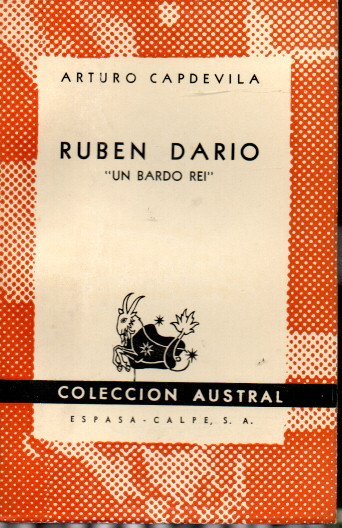 ARTURO CAPDEVILA
RUBEN DARIO
"UN BARDO REI"
COLECCION AUSTRAL
ESPASA-CALPE, S. A.